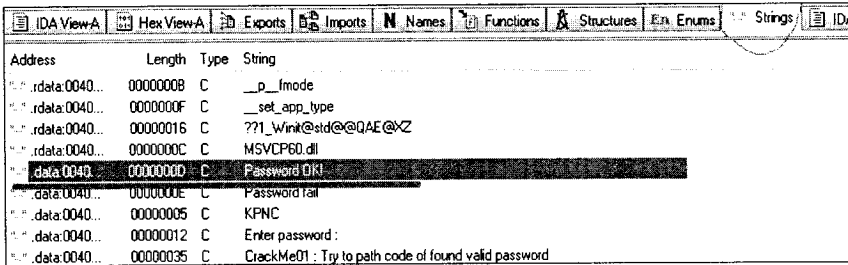 IDA View-A Hex View-A Exports Imports N Names Functions Structures En Enums Strings ID
Address Length Type String
.rdata:0040... 0000000B C __p__fmode
.rdata:0040... 0000000F C __set_app_type
.rdata:0040... 00000016 C ??1_Winit@std@@QAE@XZ
.rdata:0040... 0000000C C MSVCP60.dll
.data:0040... 0000000D C Password OK!
.data:0040... 0000000E C Password fail
.data:0040... 00000005 C KPNC
.data:0040... 00000012 C Enter password :
.data:0040... 00000035 C CrackMe01 : Try to path code of found valid password